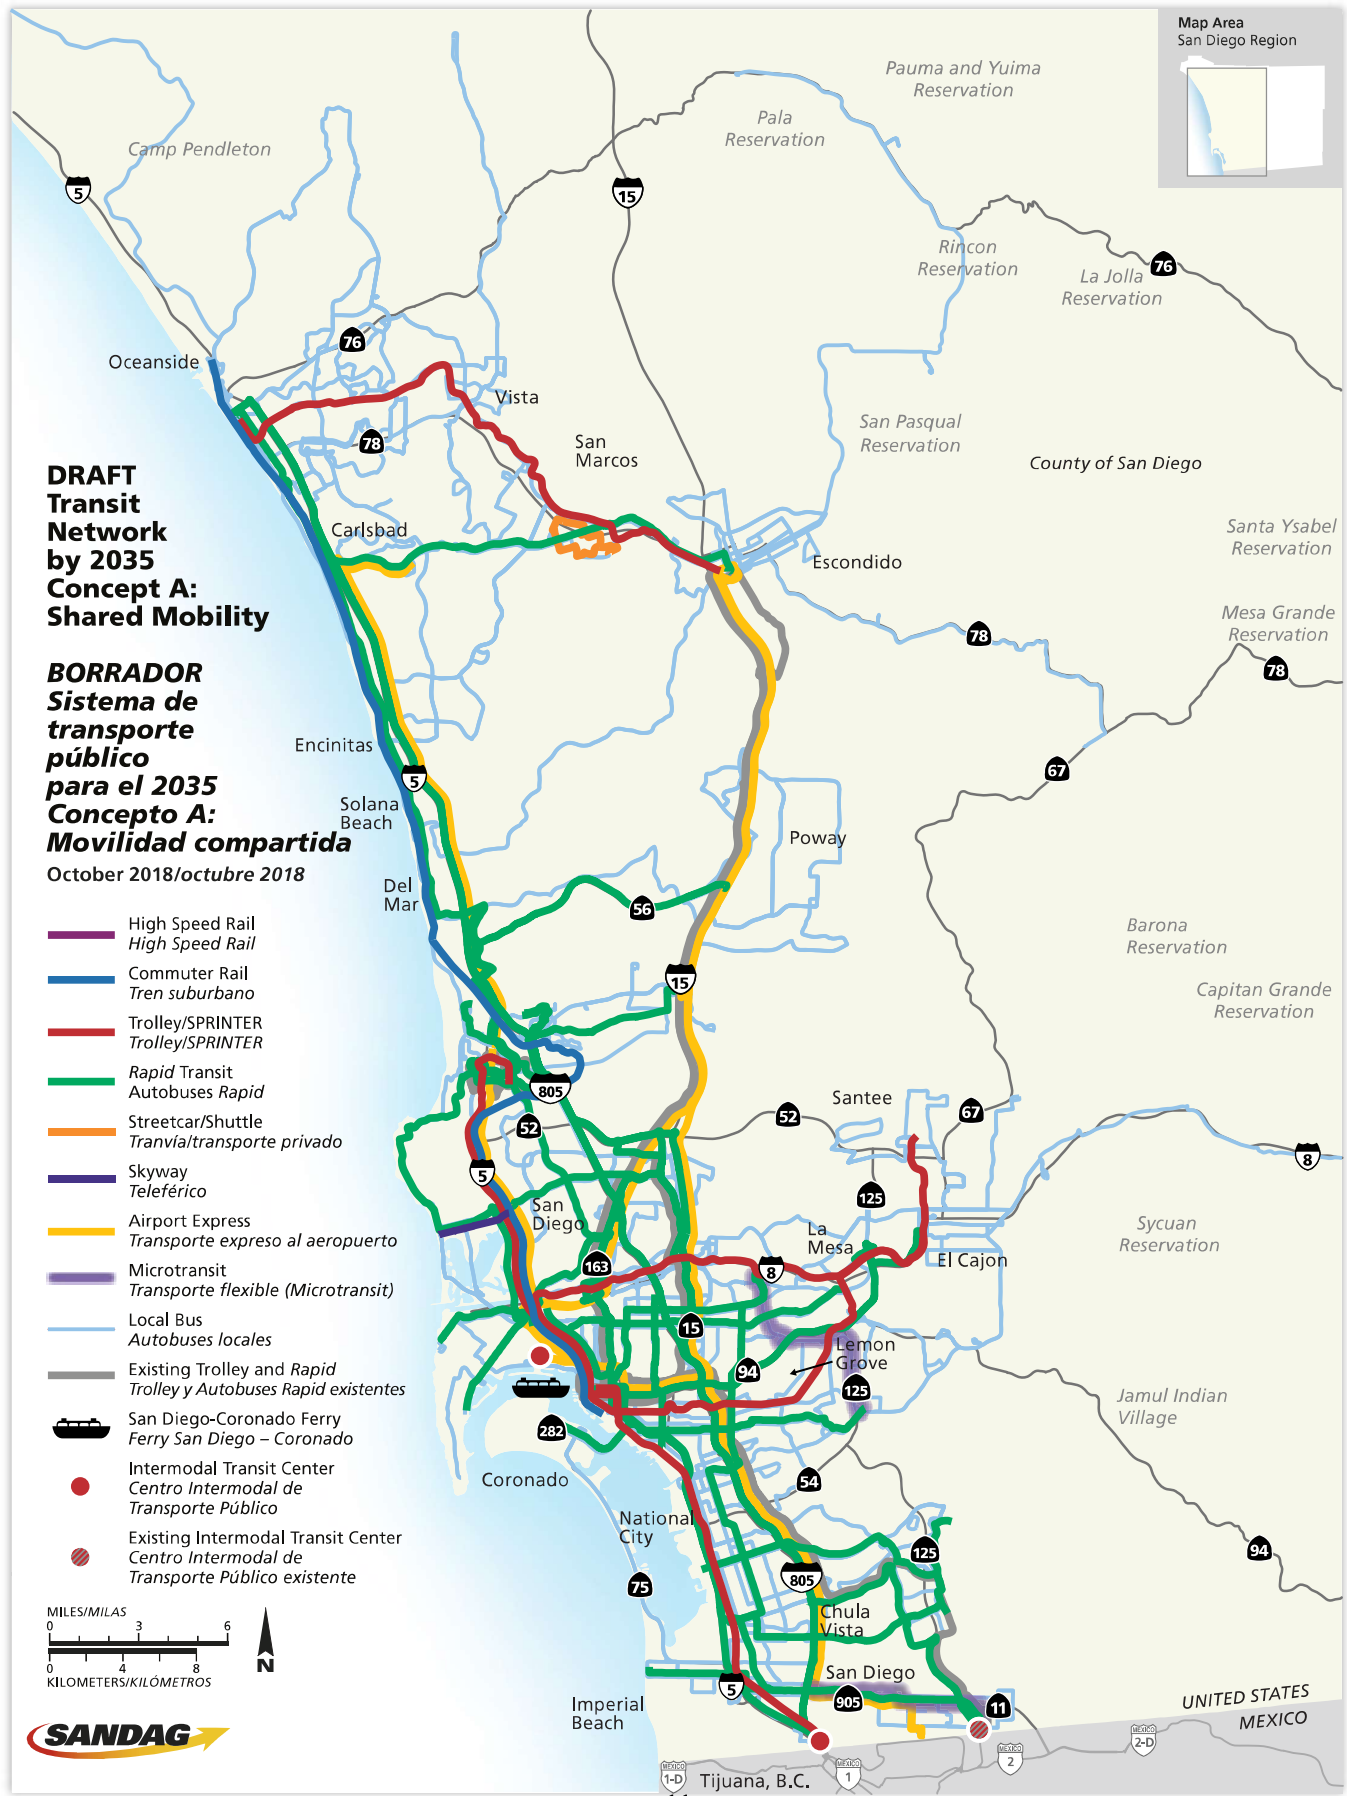 Map Area
San Diego Region
Pauma and Yuima
Reservation
Pala
Reservation
Camp Pendleton
5
15
Rincon
Reservation
La Jolla
Reservation
76
76
Oceanside
Vista
San Pasqual
Reservation
78
San
Marcos
County of San Diego
DRAFT
Transit
Network
by 2035
Concept A:
Shared Mobility
Carlsbad
Santa Ysabel
Reservation
Escondido
Mesa Grande
Reservation
78
78
BORRADOR
Sistema de
transporte
público
para el 2035
Concepto A:
Movilidad compartida
October 2018/octubre 2018
Encinitas
5
67
Solana
Beach
Poway
Del
Mar
56
Barona
Reservation
15
Capitan Grande
Reservation
High Speed Rail
High Speed Rail
Commuter Rail
Tren suburbano
Trolley/SPRINTER
Trolley/SPRINTER
Rapid Transit
Autobuses Rapid
Streetcar/Shuttle
Tranvía/transporte privado
Skyway
Teleférico
Airport Express
Transporte expreso al aeropuerto
Microtransit
Transporte flexible (Microtransit)
Local Bus
Autobuses locales
Existing Trolley and Rapid
Trolley y Autobuses Rapid existentes
San Diego-Coronado Ferry
Ferry San Diego – Coronado
Intermodal Transit Center
Centro Intermodal de
Transporte Público
Existing Intermodal Transit Center
Centro Intermodal de
Transporte Público existente
805
Santee
52
67
52
8
5
125
San
Diego
La
Mesa
Sycuan
Reservation
163
8
El Cajon
15
Lemon
Grove
94
125
Jamul Indian
Village
282
Coronado
54
National
City
125
94
805
75
Chula
Vista
San Diego
5
905
11
Imperial
Beach
UNITED STATES
MEXICO
MEXICO
2-D
MEXICO
2
MEXICO
1-D
Tijuana, B.C.
MEXICO
1
MILES/MILAS
0 3 6
0 4 8
KILOMETERS/KILÓMETROS
N
SANDAG